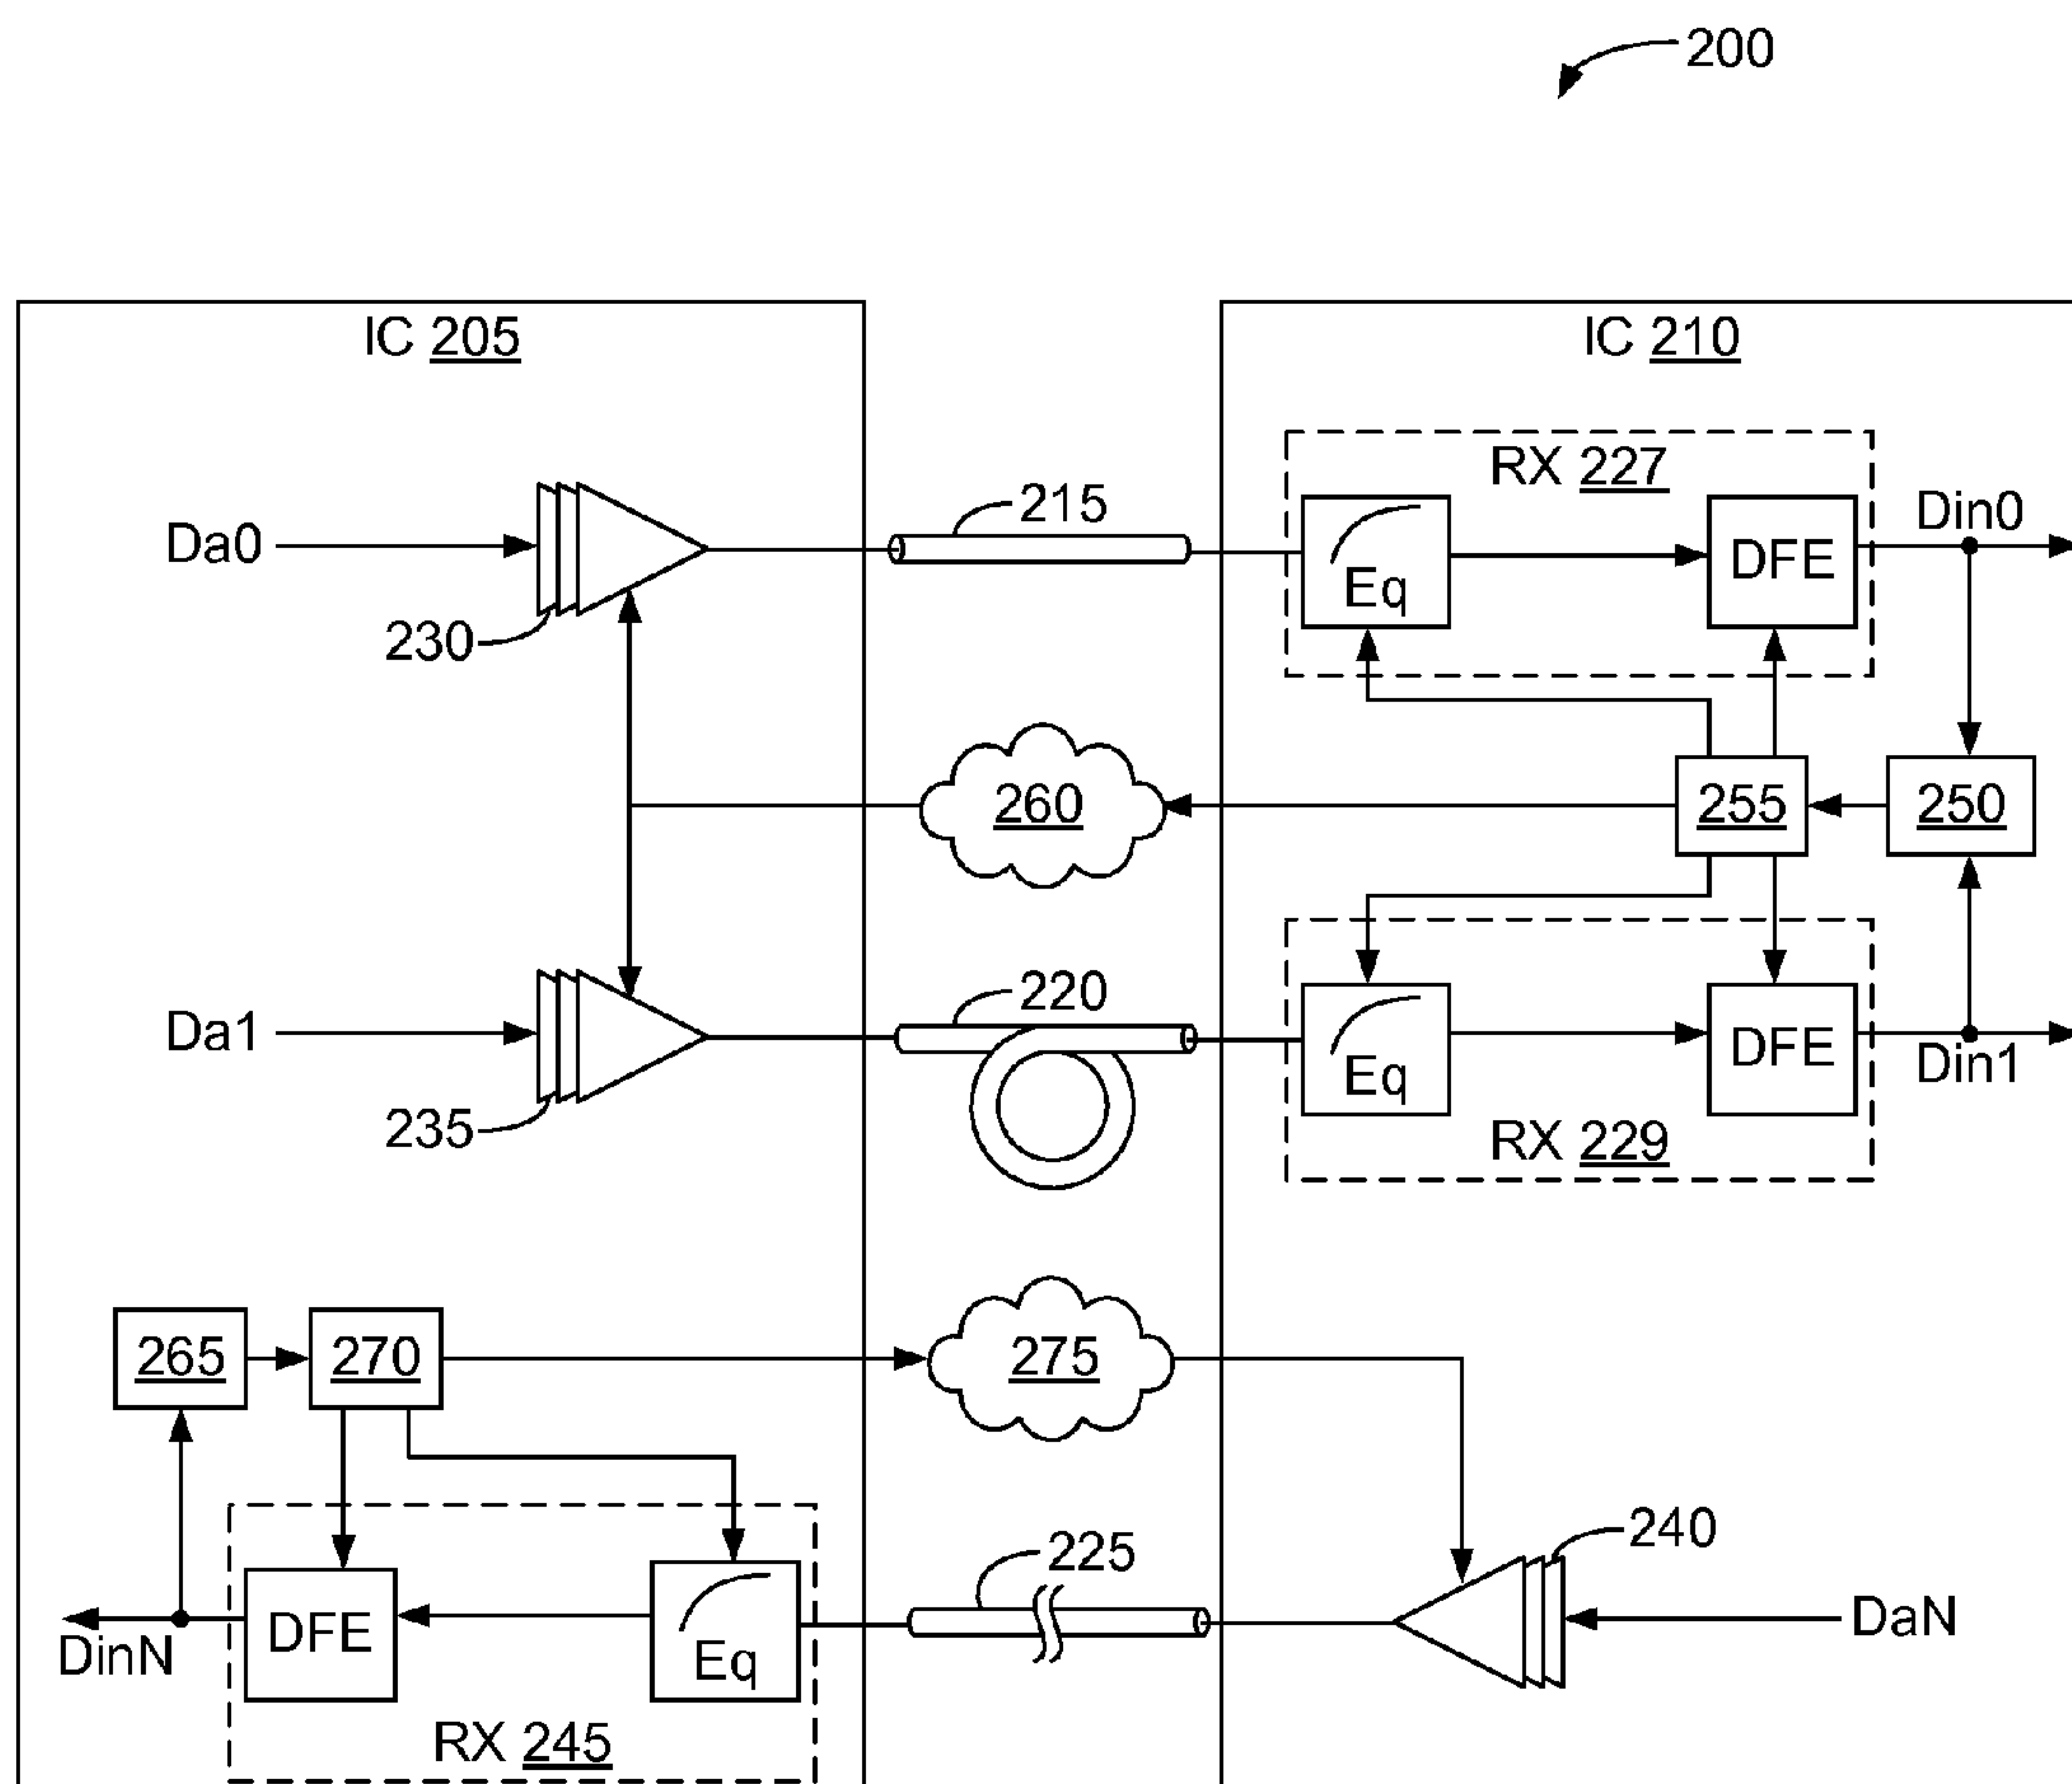 200
IC 205
IC 210
RX 227
215
Din0
Da0
Eq
DFE
230
260
255
250
220
Da1
Eq
DFE
Din1
235
RX 229
265
270
275
240
225
DaN
DinN
DFE
Eq
RX 245